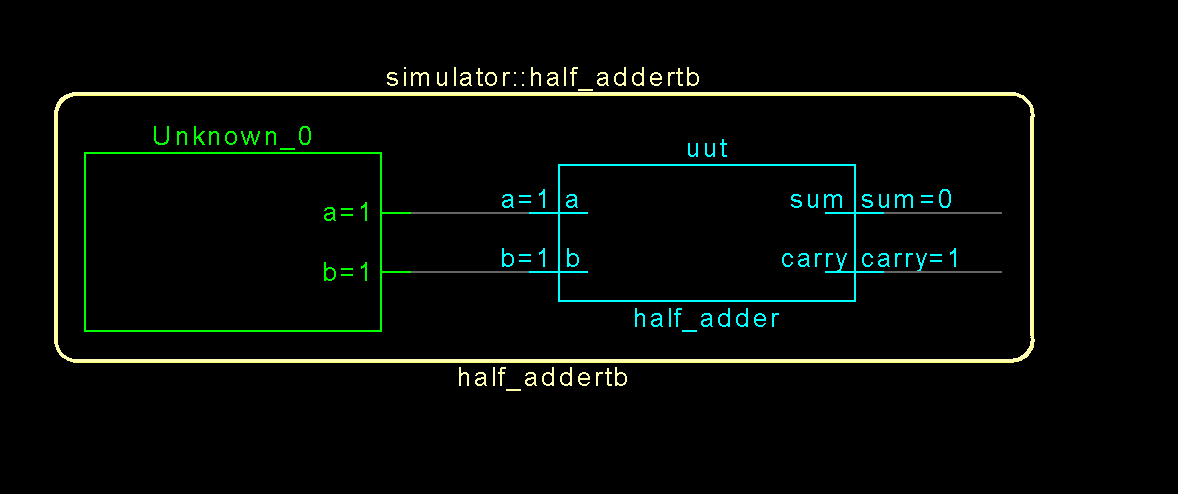 simulator::half_addertb
Unknown_0
uut
a=1
a=1 a
sum sum=0
b=1
b=1 b
carry carry=1
half_adder
half_addertb